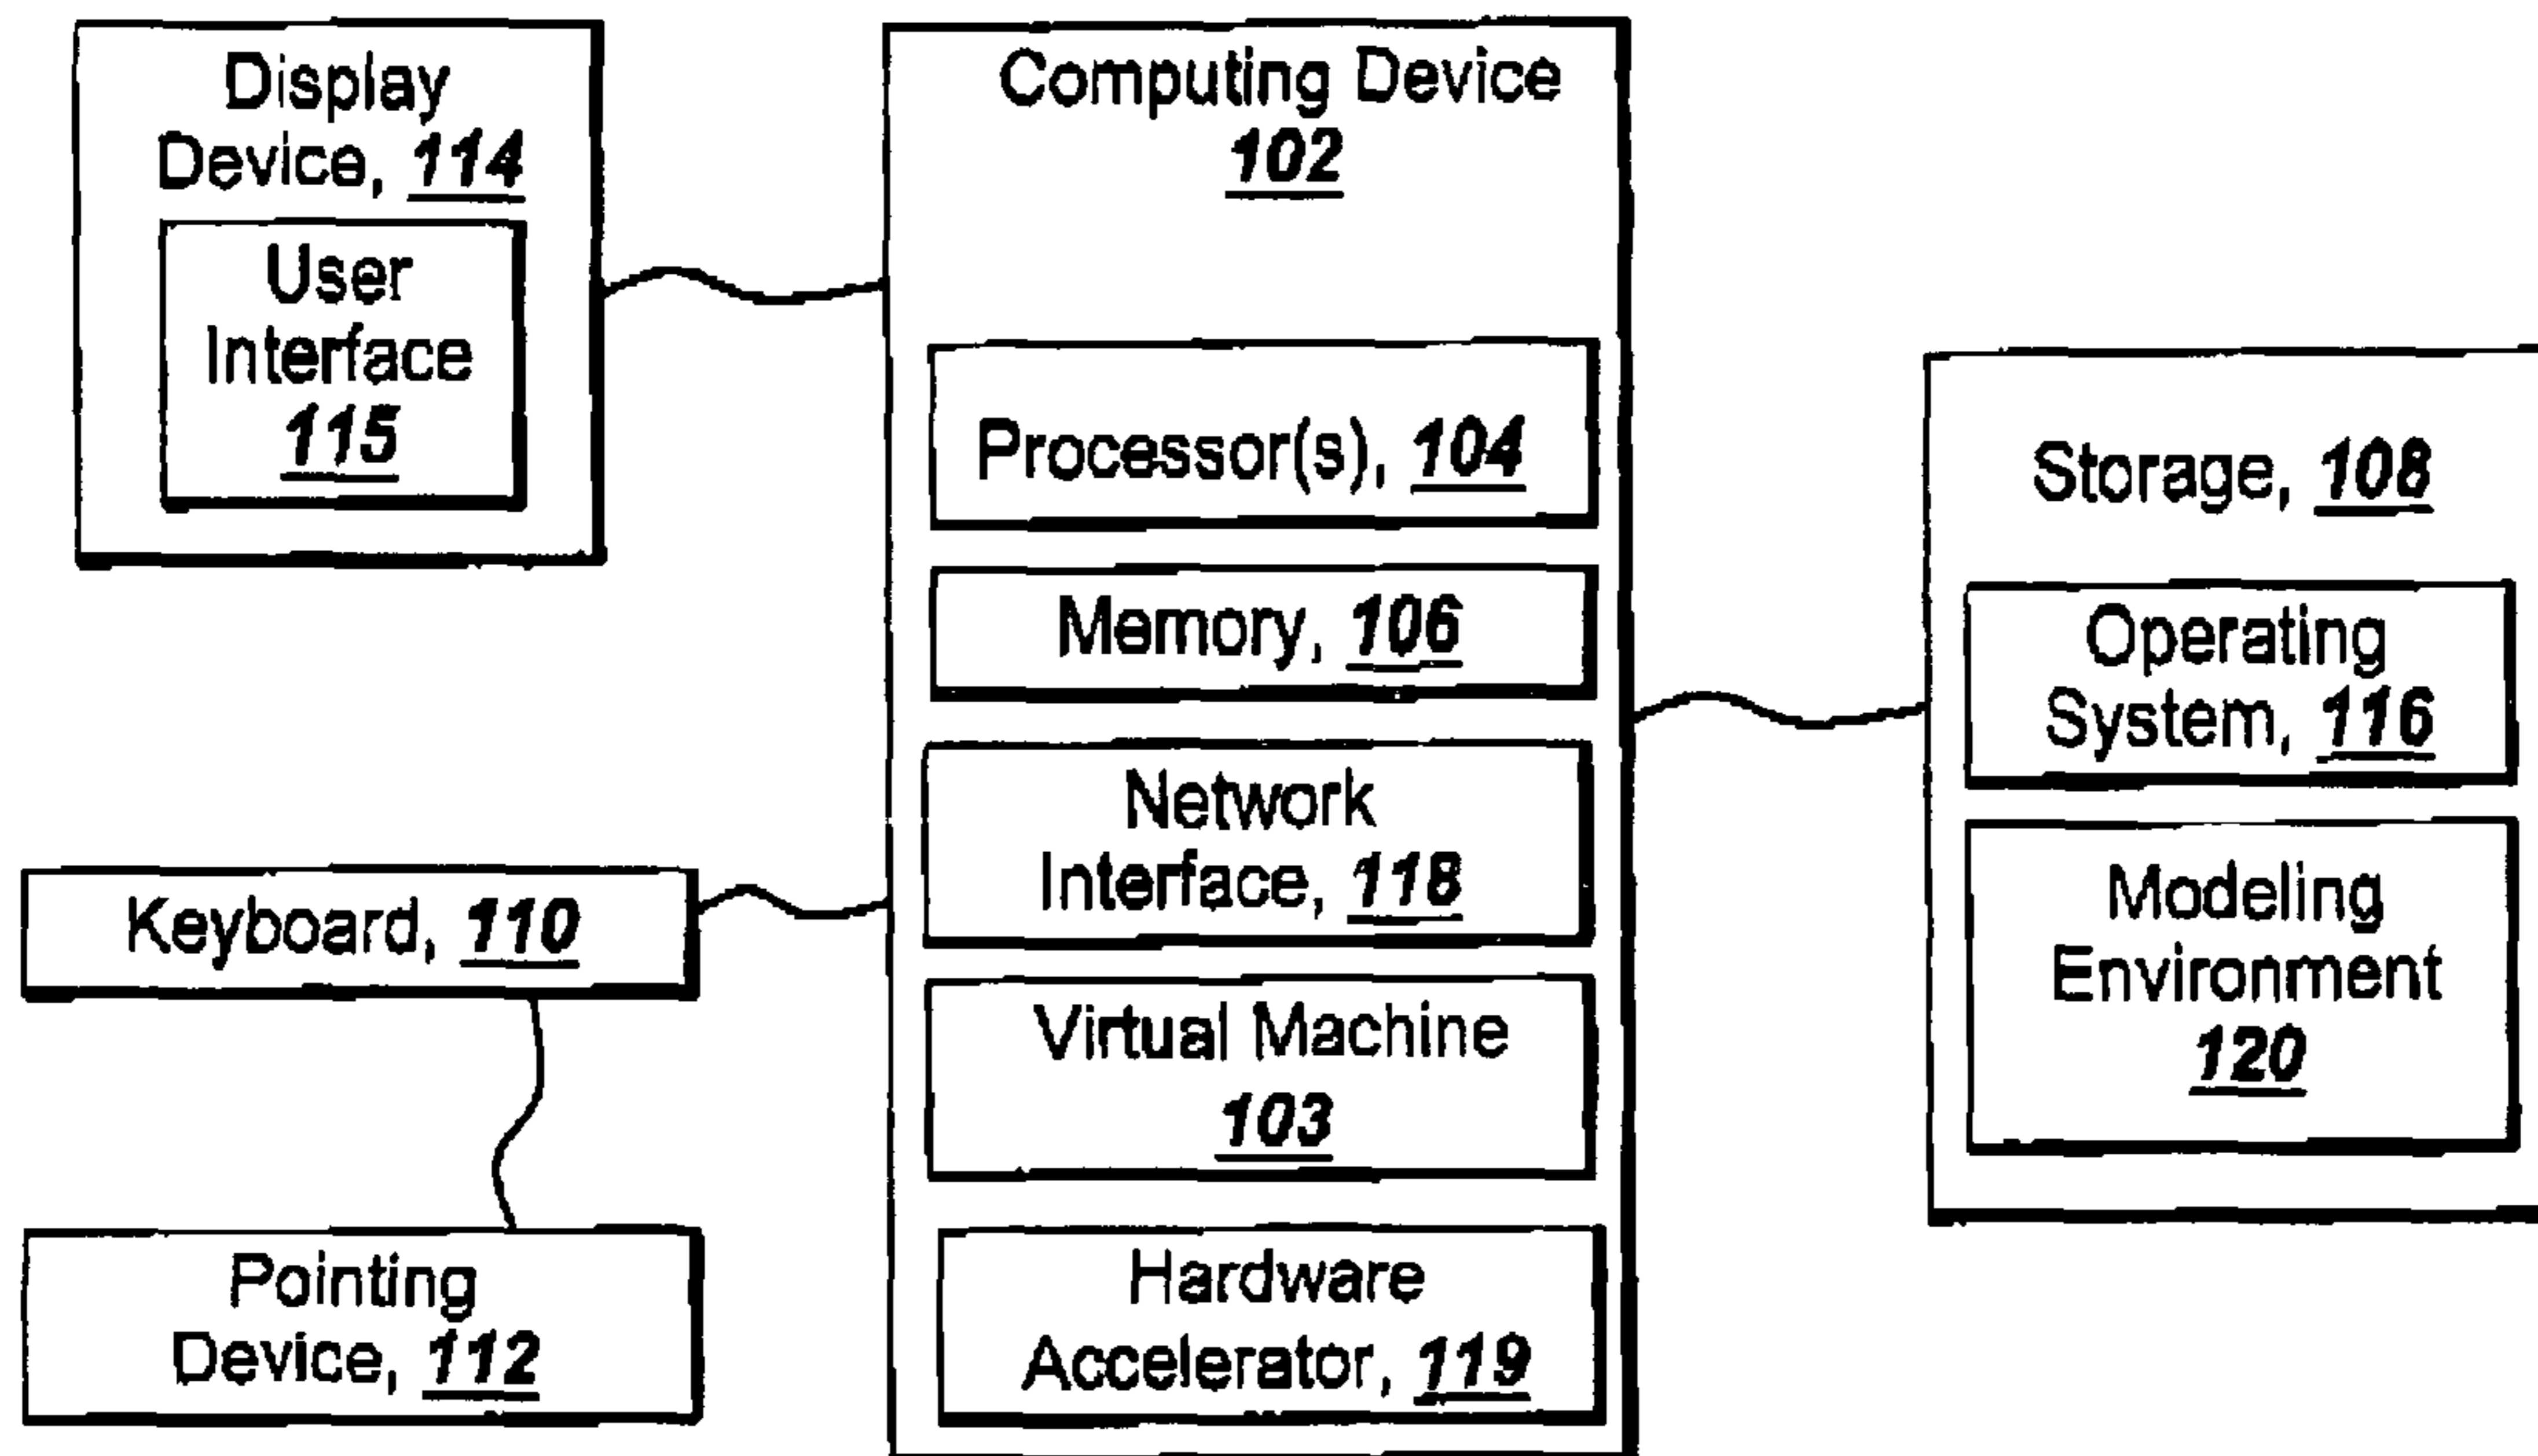 Display
Device, 114
User
Interface
115
Computing Device
102
Processor(s), 104
Memory, 106
Network
Interface, 118
Virtual Machine
103
Hardware
Accelerator, 119
Storage, 108
Operating
System, 116
Modeling
Environment
120
Keyboard, 110
Pointing
Device, 112